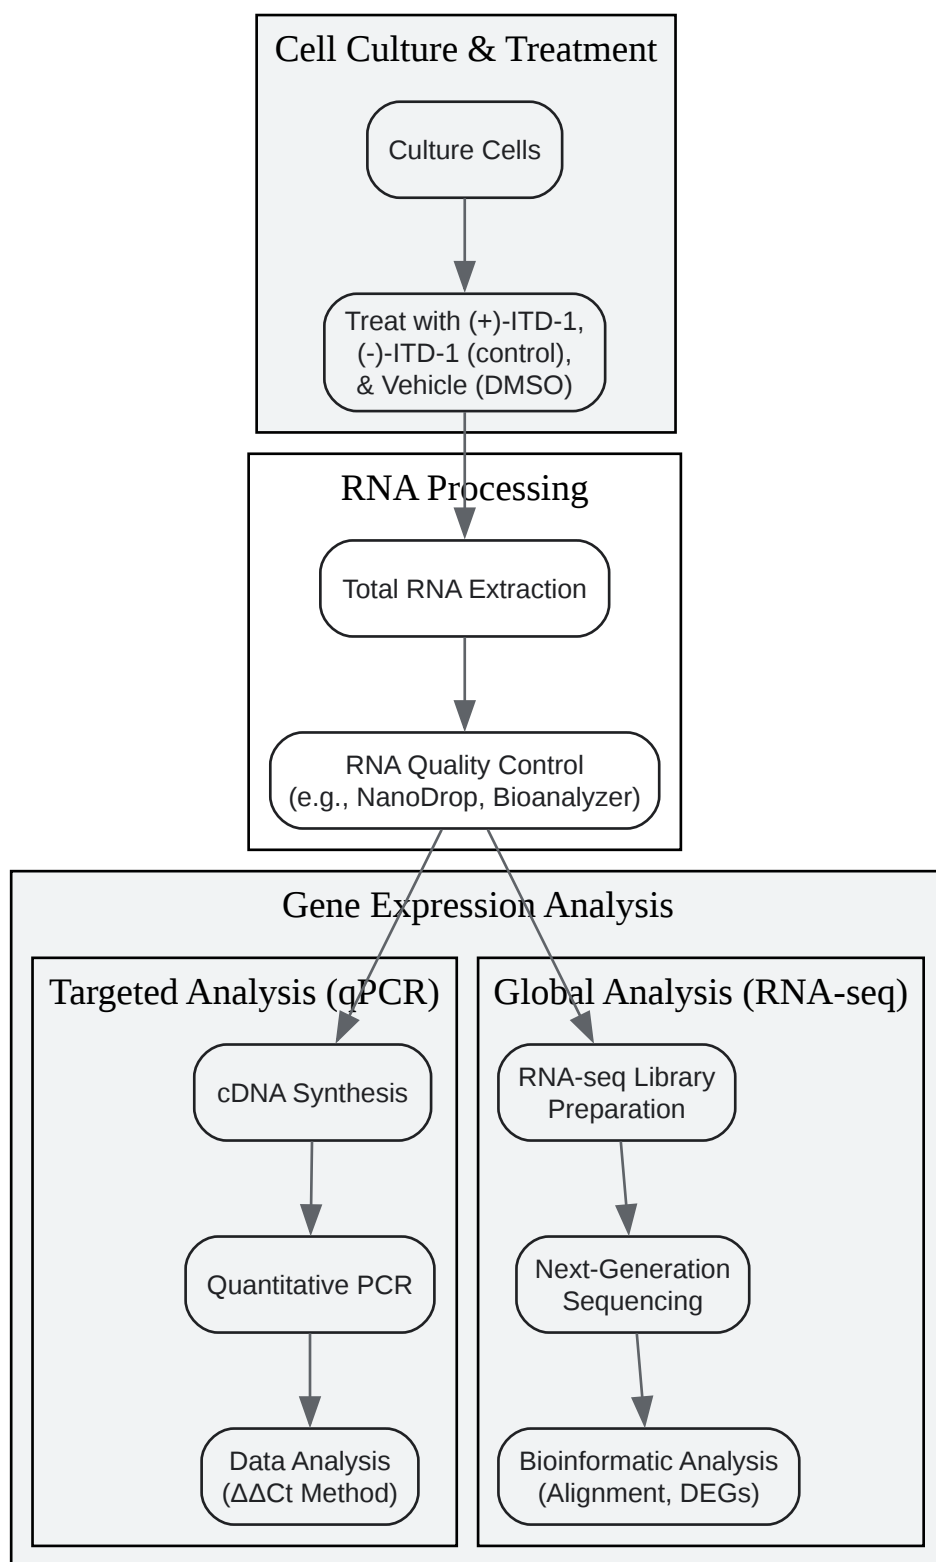 Cell Culture & Treatment
Culture Cells
Treat with (+)-ITD-1,
(-)-ITD-1 (control),
& Vehicle (DMSO)
RNA Processing
Total RNA Extraction
RNA Quality Control
(e.g., NanoDrop, Bioanalyzer)
Gene Expression Analysis
Targeted Analysis (qPCR)
cDNA Synthesis
Quantitative PCR
Data Analysis
(ΔΔCt Method)
Global Analysis (RNA-seq)
RNA-seq Library
Preparation
Next-Generation
Sequencing
Bioinformatic Analysis
(Alignment, DEGs)